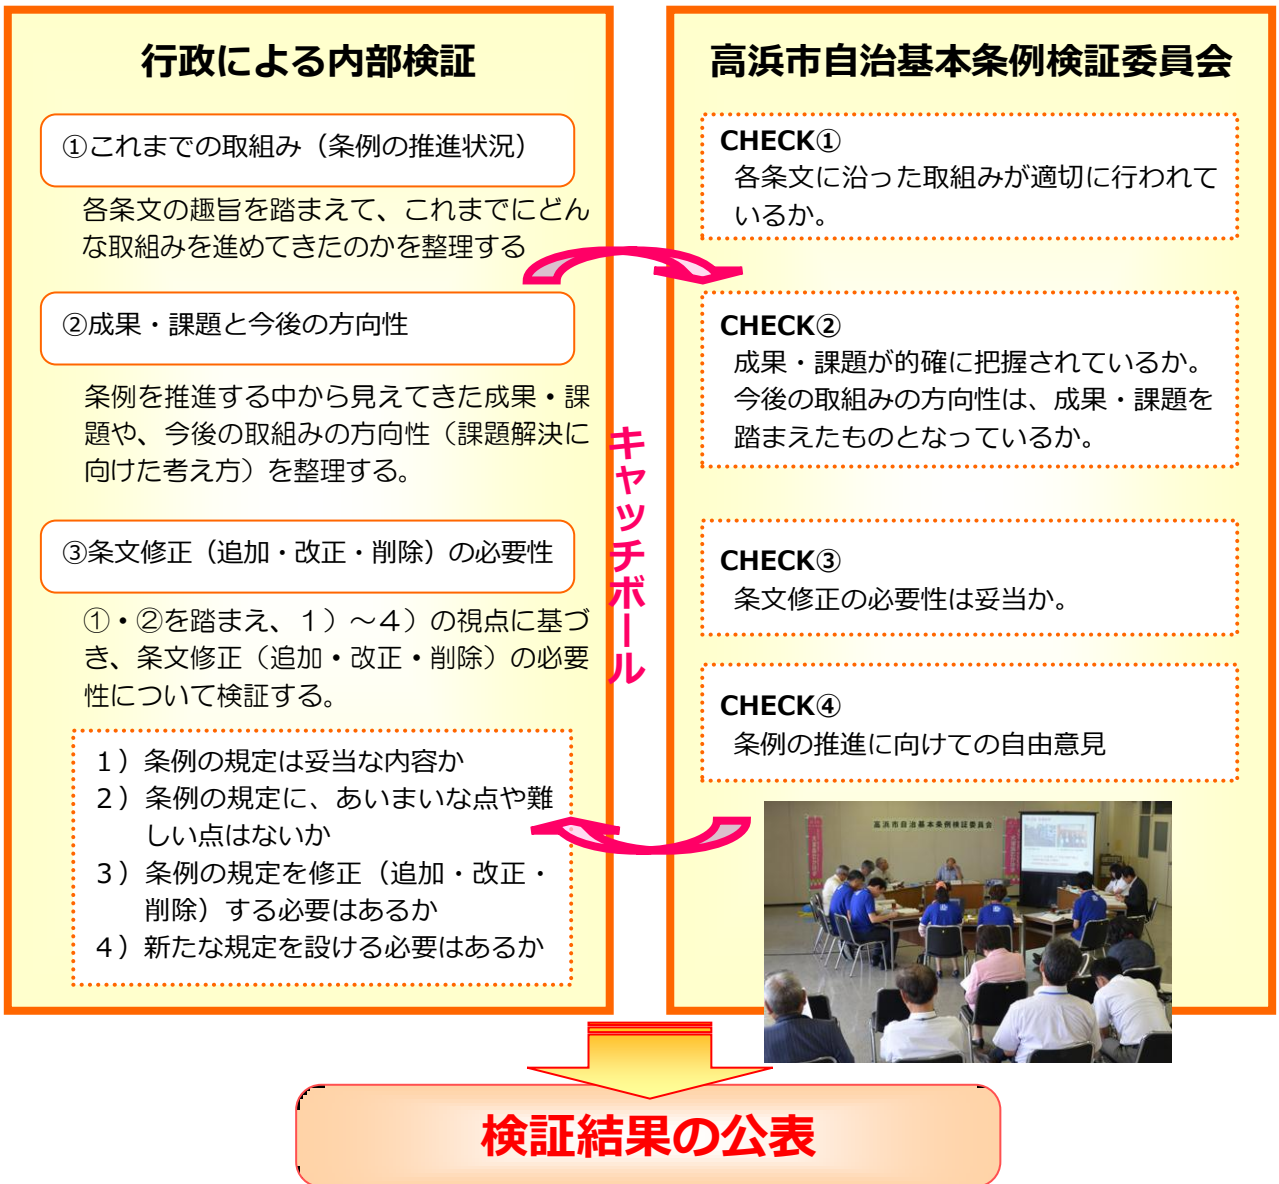 行政による内部検証
①これまでの取組み（条例の推進状況）
各条文の趣旨を踏まえて、これまでにどん
な取組みを進めてきたのかを整理する
②成果・課題と今後の方向性
条例を推進する中から見えてきた成果・課
題や、今後の取組みの方向性（課題解決に
向けた考え方）を整理する。
③条文修正（追加・改正・削除）の必要性
①・②を踏まえ、１）～４）の視点に基づ
き、条文修正（追加・改正・削除）の必要
性について検証する。
１）条例の規定は妥当な内容か
２）条例の規定に、あいまいな点や難
しい点はないか
３）条例の規定を修正（追加・改正・
削除）する必要はあるか
４）新たな規定を設ける必要はあるか
キャッチボール
高浜市自治基本条例検証委員会
CHECK①
各条文に沿った取組みが適切に行われて
いるか。
CHECK②
成果・課題が的確に把握されているか。
今後の取組みの方向性は、成果・課題を
踏まえたものとなっているか。
CHECK③
条文修正の必要性は妥当か。
CHECK④
条例の推進に向けての自由意見
高浜市自治基本条例検証委員会
検証結果の公表